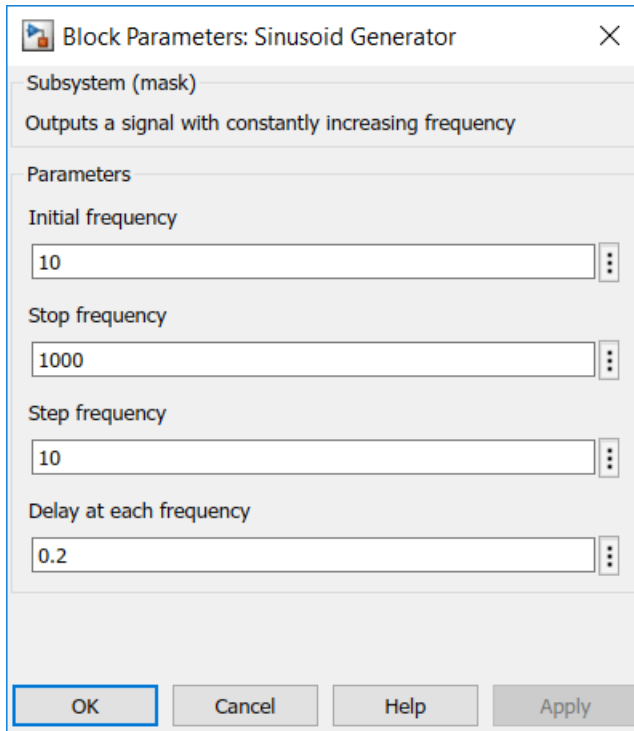 Block Parameters: Sinusoid Generator
Subsystem (mask)
Outputs a signal with constantly increasing frequency
Parameters
Initial frequency
10
Stop frequency
1000
Step frequency
10
Delay at each frequency
0.2
OK Cancel Help Apply